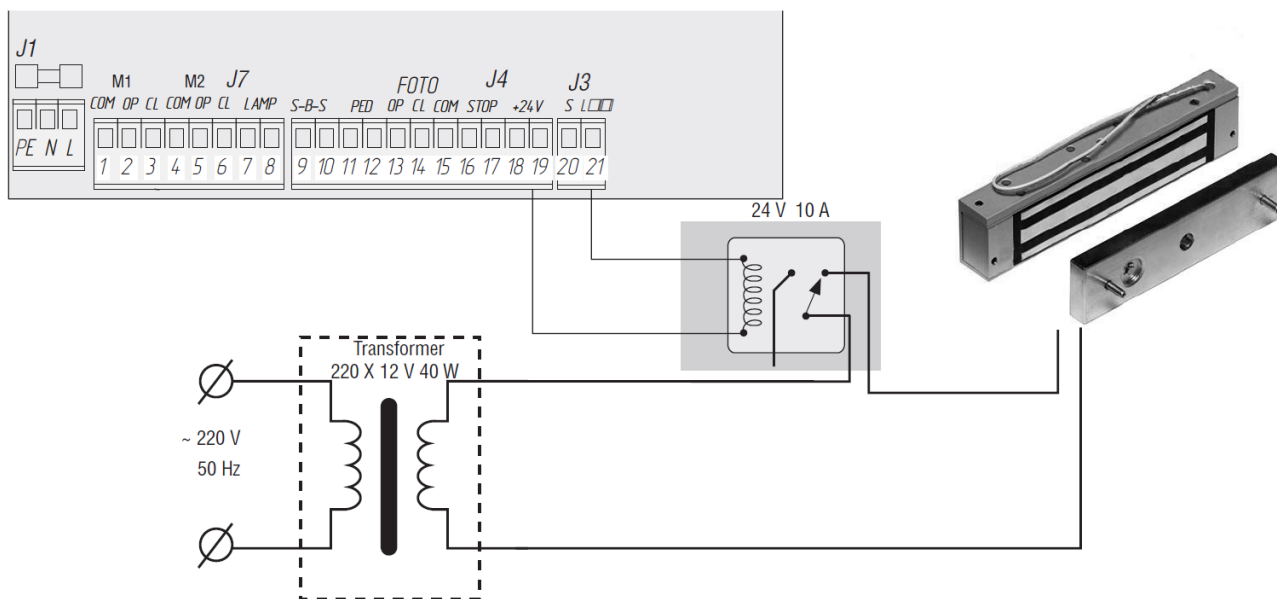 J1
M1 M2 J7 FOTO J4 J3
COM OP CL COM OP CL LAMP S-B-S PED OP CL COM STOP +24V S L
PE N L
1 2 3 4 5 6 7 8 9 10 11 12 13 14 15 16 17 18 19 20 21
24 V 10 A
Transformer
220 X 12 V 40 W
~ 220 V
50 Hz